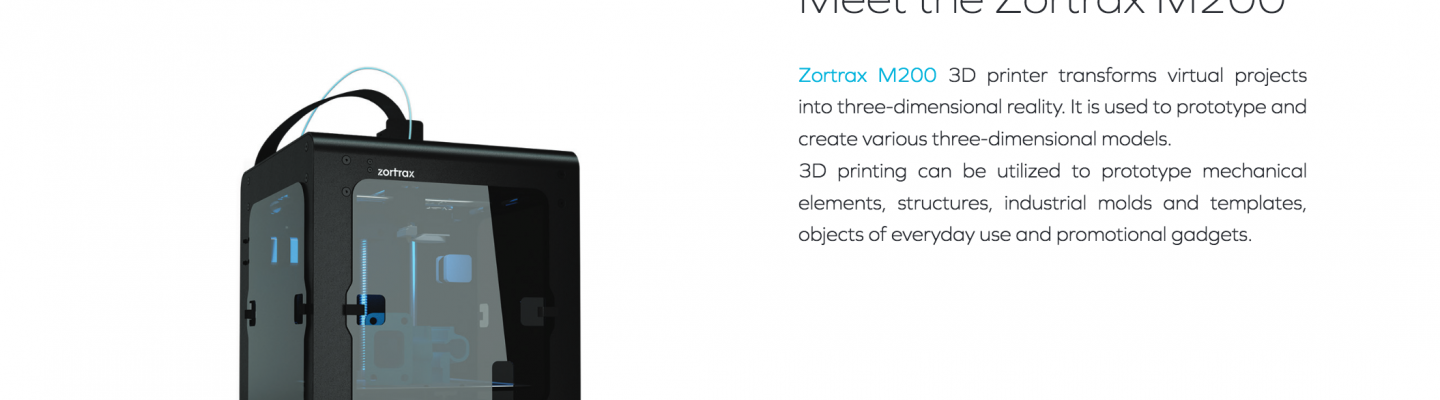 Meet the Zortrax M200
zortrax
Zortrax M200 3D printer transforms virtual projects
into three-dimensional reality. It is used to prototype and
create various three-dimensional models.
3D printing can be utilized to prototype mechanical
elements, structures, industrial molds and templates,
objects of everyday use and promotional gadgets.